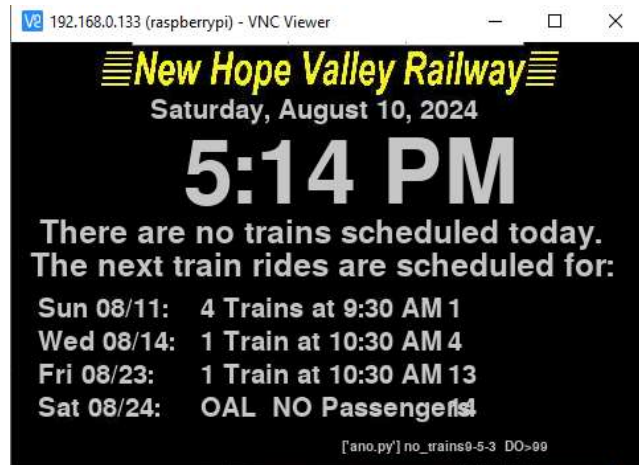 192.168.0.133 (raspberrypi) - VNC Viewer
New Hope Valley Railway
Saturday, August 10, 2024
5:14 PM
There are no trains scheduled today.
The next train rides are scheduled for:
Sun 08/11: 4 Trains at 9:30 AM 1
Wed 08/14: 1 Train at 10:30 AM 4
Fri 08/23: 1 Train at 10:30 AM 13
Sat 08/24: OAL NO Passengers 14
['ano.py'] no_trains9-5-3 DO>99